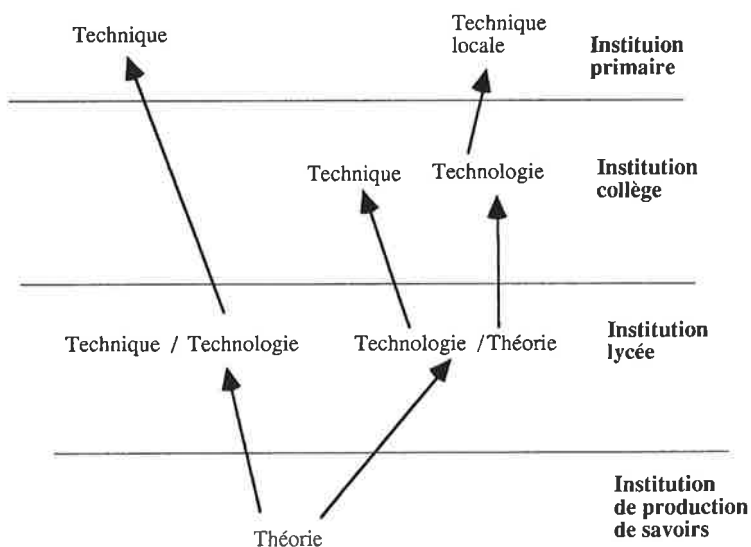 Technique
Technique
locale
Instituion
primaire
Technique
Technologie
Institution
collège
Technique / Technologie
Technologie / Théorie
Institution
lycée
Théorie
Institution
de production
de savoirs